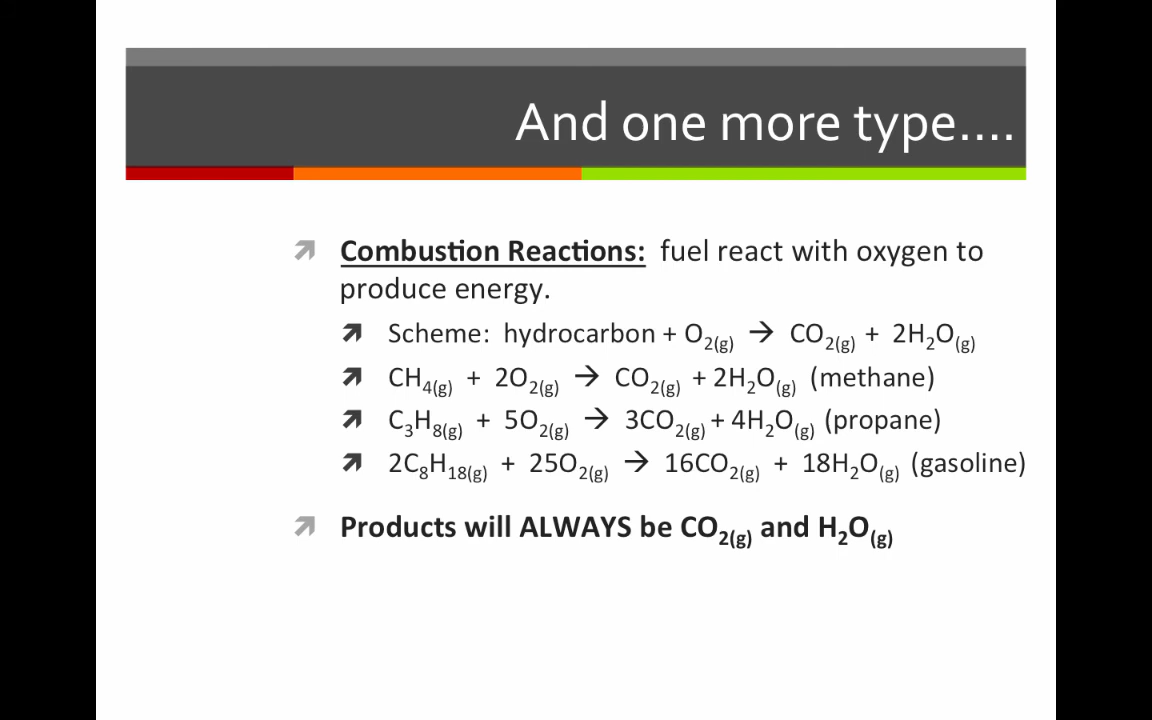 And one more type....
Combustion Reactions: fuel react with oxygen to
produce energy.
Scheme: hydrocarbon + O₂₍g₎ → CO₂₍g₎ + 2H₂O₍g₎
CH₄₍g₎ + 2O₂₍g₎ → CO₂₍g₎ + 2H₂O₍g₎ (methane)
C₃H₈₍g₎ + 5O₂₍g₎ → 3CO₂₍g₎ + 4H₂O₍g₎ (propane)
2C₈H₁₈₍g₎ + 25O₂₍g₎ → 16CO₂₍g₎ + 18H₂O₍g₎ (gasoline)
Products will ALWAYS be CO₂₍g₎ and H₂O₍g₎